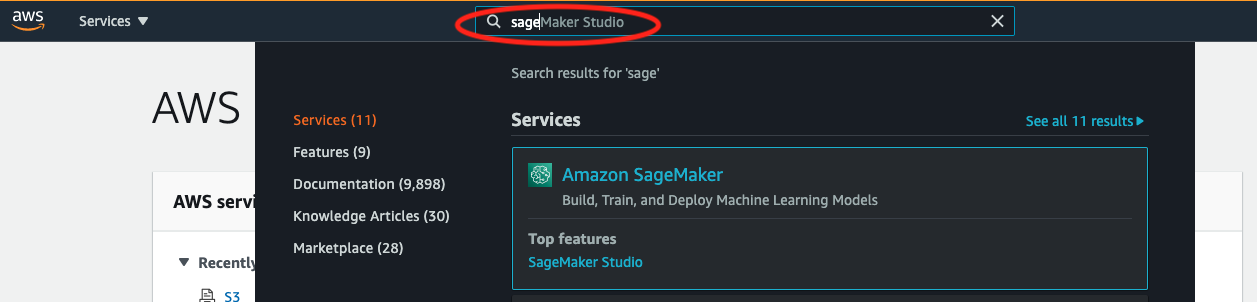 aws
Services ▼
sageMaker Studio
Search results for 'sage'
AWS
Services (11)
Features (9)
Documentation (9,898)
Knowledge Articles (30)
Marketplace (28)
Services
See all 11 results ▶
Amazon SageMaker
Build, Train, and Deploy Machine Learning Models
Top features
SageMaker Studio
AWS servi
▼ Recently
S3